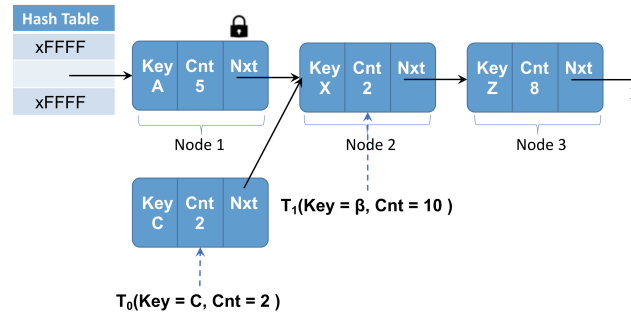 Hash Table
xFFFF
xFFFF
Key Cnt Nxt
A 5
Key Cnt Nxt
X 2
Key Cnt Nxt
Z 8
Node 1 Node 2 Node 3
Key Cnt Nxt
C 2
T₁(Key = β, Cnt = 10 )
T₀(Key = C, Cnt = 2 )